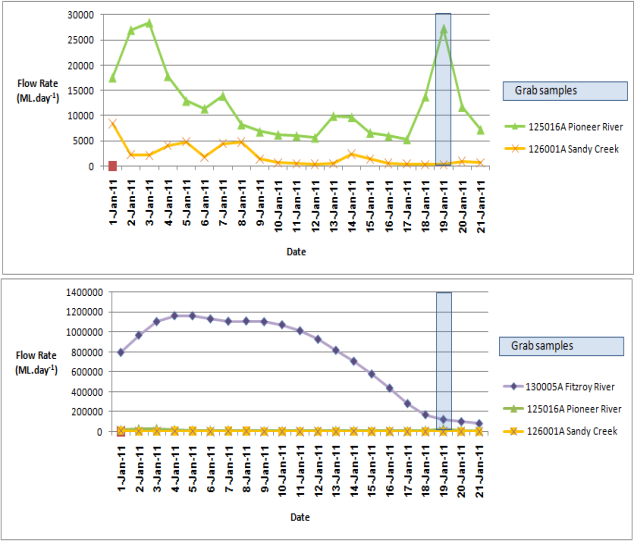 30000
25000
20000
15000
10000
5000
0
Flow Rate
(ML.day-1)
Grab samples
125016A Pioneer River
126001A Sandy Creek
1-Jan-11
2-Jan-11
3-Jan-11
4-Jan-11
5-Jan-11
6-Jan-11
7-Jan-11
8-Jan-11
9-Jan-11
10-Jan-11
11-Jan-11
12-Jan-11
13-Jan-11
14-Jan-11
15-Jan-11
16-Jan-11
17-Jan-11
18-Jan-11
19-Jan-11
20-Jan-11
21-Jan-11
Date
1400000
1200000
1000000
800000
600000
400000
200000
0
Flow Rate
(ML.day-1)
Grab samples
130005A Fitzroy River
125016A Pioneer River
126001A Sandy Creek
1-Jan-11
2-Jan-11
3-Jan-11
4-Jan-11
5-Jan-11
6-Jan-11
7-Jan-11
8-Jan-11
9-Jan-11
10-Jan-11
11-Jan-11
12-Jan-11
13-Jan-11
14-Jan-11
15-Jan-11
16-Jan-11
17-Jan-11
18-Jan-11
19-Jan-11
20-Jan-11
21-Jan-11
Date